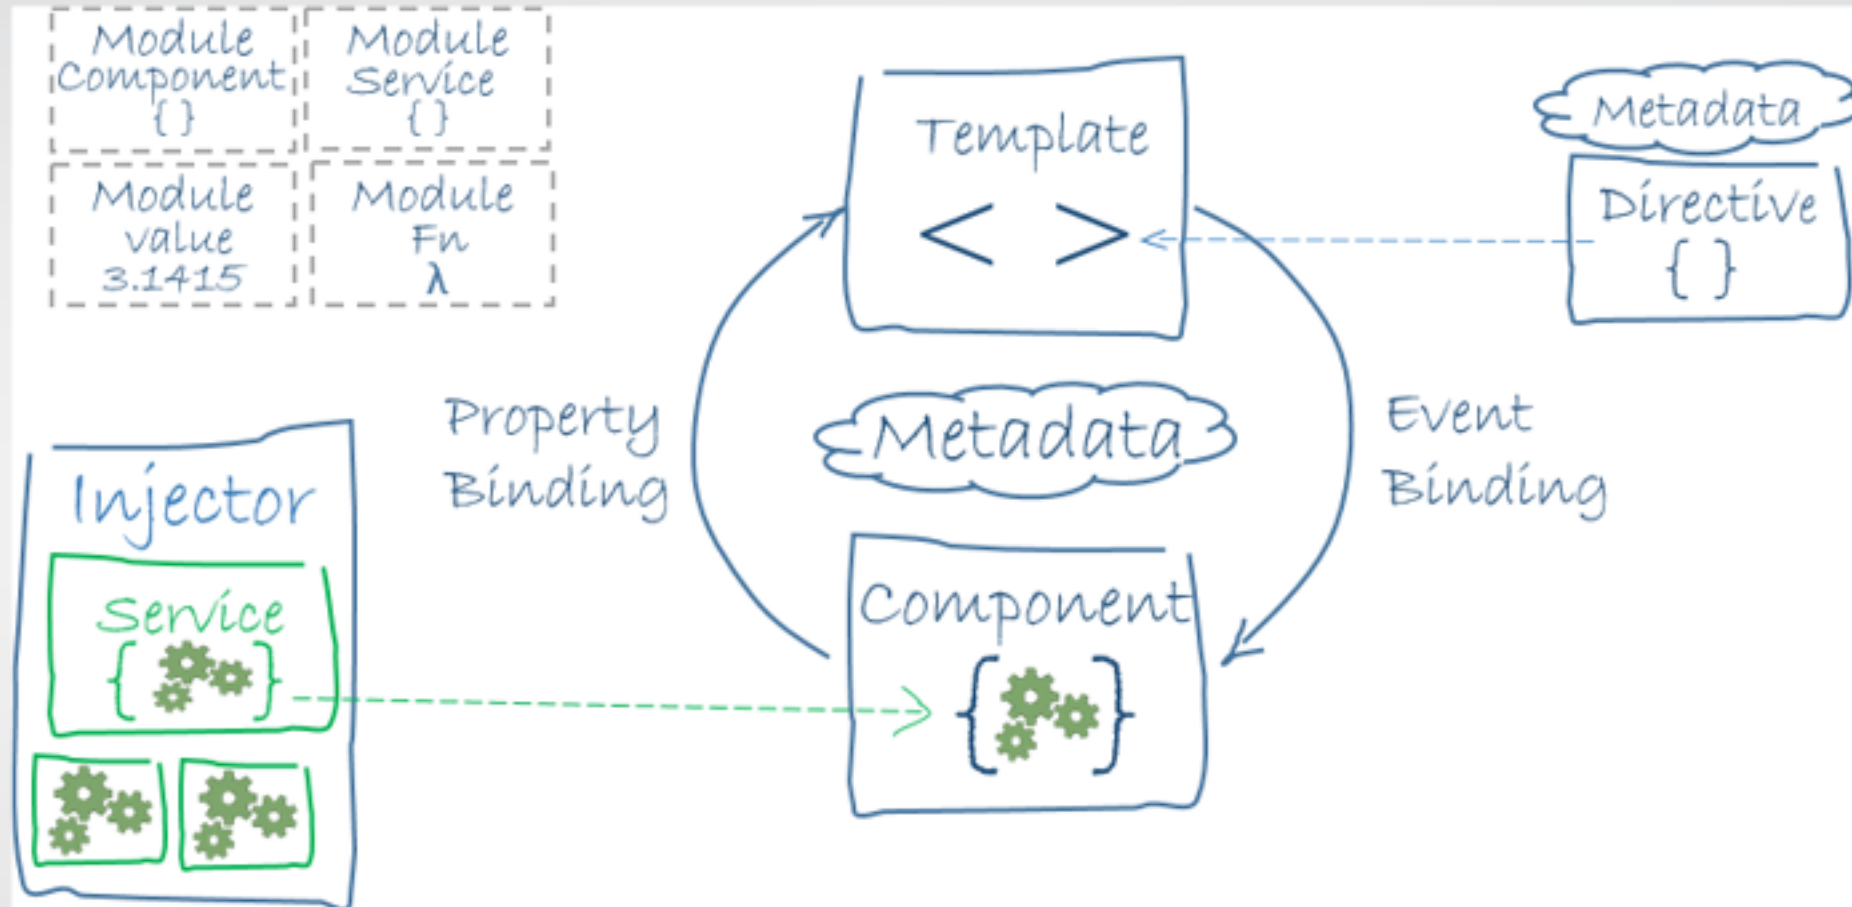 Module
Component
{ }
Module
Service
{ }
Module
value
3.1415
Module
Fn
λ
Template
< >
Metadata
Directive
{ }
Property
Binding
Metadata
Event
Binding
Injector
Service
{ }
Component
{ }